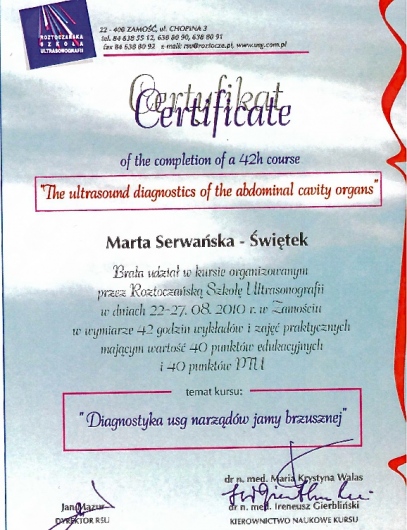 ROZTOCZAŃSKA
SZKOŁA
ULTRASONOGRAFII
22 - 400 ZAMOŚĆ, ul. CHOPINA 3
tel. 84 638 55 12, 638 80 90, 638 80 91
fax 84 638 80 92 e-mail: rsu@roztocze.pl, www.usg.com.pl
Certyfikat
Certificate
of the completion of a 42h course
"The ultrasound diagnostics of the abdominal cavity organs"
Marta Serwańska - Świętek
Brała udział w kursie organizowanym
przez Roztoczańską Szkołę Ultrasonografii
w dniach 22-27. 08. 2010 r. w Zamościu
w wymiarze 42 godzin wykładów i zajęć praktycznych
mającym wartość 40 punktów edukacyjnych
i 40 punktów PTU
temat kursu:
"Diagnostyka usg narządów jamy brzusznej"
dr n. med. Maria Krystyna Walas
Jan Mazur
dr n. med. Ireneusz Gierbliński
DYREKTOR RSU
KIEROWNICTWO NAUKOWE KURSU